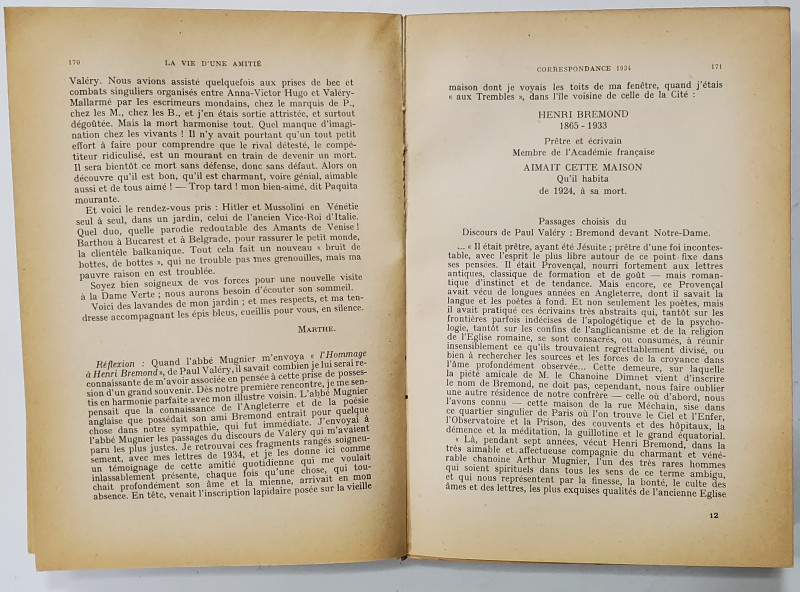 170
LA VIE D'UNE AMITIÉ
Valéry. Nous avions assisté quelquefois aux prises de bec et
combats singuliers organisés entre Anna-Victor Hugo et Valéry-
Mallarmé par les escrimeurs mondains, chez le marquis de P.,
chez les M., chez les B., et j'en étais sortie attristée, et surtout
dégoûtée. Mais la mort harmonise tout. Quel manque d'imagi-
nation chez les vivants ! Il n'y avait pourtant qu'un tout petit
effort à faire pour comprendre que le rival détesté, le compé-
titeur ridiculisé, est un mourant en train de devenir un mort.
Il sera bientôt ce mort sans défense, donc sans défaut. Alors on
découvre qu'il est bon, qu'il est charmant, voire génial, aimable
aussi et de tous aimé ! — Trop tard ! mon bien-aimé, dit Paquita
mourante.
Et voici le rendez-vous pris : Hitler et Mussolini en Vénétie
seul à seul, dans un jardin, celui de l'ancien Vice-Roi d'Italie.
Quel duo, quelle parodie redoutable des Amants de Venise !
Barthou à Bucarest et à Belgrade, pour rassurer le petit monde,
la clientèle balkanique. Tout cela fait un nouveau « bruit de
bottes, de bottes », qui ne trouble pas mes grenouilles, mais ma
pauvre raison en est troublée.
Soyez bien soigneux de vos forces pour une nouvelle visite
à la Dame Verte ; nous aurons besoin d'écouter son sommeil.
Voici des lavandes de mon jardin ; et mes respects, et ma ten-
dresse accompagnant les épis bleus, cueillis pour vous, en silence.
MARTHE.
Réflexion : Quand l'abbé Mugnier m'envoya « l'Hommage
à Henri Bremond », de Paul Valéry, il savait combien je lui serai re-
connaissante de m'avoir associée en pensée à cette prise de posses-
sion d'un grand souvenir. Dès notre première rencontre, je me sen-
tis en harmonie parfaite avec mon illustre voisin. L'abbé Mugnier
pensait que la connaissance de l'Angleterre et de la poésie
anglaise que possédait son ami Bremond entrait pour quelque
chose dans notre sympathie, qui fut immédiate. J'envoyai à
l'abbé Mugnier les passages du discours de Valéry qui m'avaient
paru les plus justes. Je retrouvai ces fragments rangés soigneu-
sement, avec mes lettres de 1934, et je les donne ici comme
un témoignage de cette amitié quotidienne qui me voulait
inlassablement présente, chaque fois qu'une chose, qui tou-
chait profondément son âme et la mienne, arrivait en mon
absence. En tête, venait l'inscription lapidaire posée sur la vieille
CORRESPONDANCE 1934
171
maison dont je voyais les toits de ma fenêtre, quand j'étais
« aux Trembles », dans l'île voisine de celle de la Cité :
HENRI BREMOND
1865 - 1933
Prêtre et écrivain
Membre de l'Académie française
AIMAIT CETTE MAISON
Qu'il habita
de 1924, à sa mort.
Passages choisis du
Discours de Paul Valéry : Bremond devant Notre-Dame.
... « Il était prêtre, ayant été Jésuite ; prêtre d'une foi incontes-
table, avec l'esprit le plus libre autour de ce point fixe dans
ses pensées. Il était Provençal, nourri fortement aux lettres
antiques, classique de formation et de goût — mais roman-
tique d'instinct et de tendance. Mais encore, ce Provençal
avait vécu de longues années en Angleterre, dont il savait la
langue et les poètes à fond. Et non seulement les poètes, mais
il avait pratiqué ces écrivains très abstraits qui, tantôt sur les
frontières parfois indécises de l'apologétique et de la psycho-
logie, tantôt sur les confins de l'anglicanisme et de la religion
de l'Eglise romaine, se sont consacrés, ou consumés, à réunir
insensiblement ce qu'ils trouvaient regrettablement divisé, ou
bien à rechercher les sources et les forces de la croyance dans
l'âme profondément observée... Cette demeure, sur laquelle
la piété amicale de M. le Chanoine Dimnet vient d'inscrire
le nom de Bremond, ne doit pas, cependant, nous faire oublier
une autre résidence de notre confrère — celle où d'abord, nous
l'avons connu — cette maison de la rue Méchain, sise dans
ce quartier singulier de Paris où l'on trouve le Ciel et l'Enfer,
l'Observatoire et la Prison, des couvents et des hôpitaux, la
démence et la méditation, la guillotine et le grand équatorial.
« Là, pendant sept années, vécut Henri Bremond, dans la
très aimable et affectueuse compagnie du charmant et véné-
rable chanoine Arthur Mugnier, l'un des très rares hommes
qui soient spirituels dans tous les sens de ce terme ambigu,
et qui nous représentent par la finesse, la bonté, le culte des
âmes et des lettres, les plus exquises qualités de l'ancienne Eglise
12